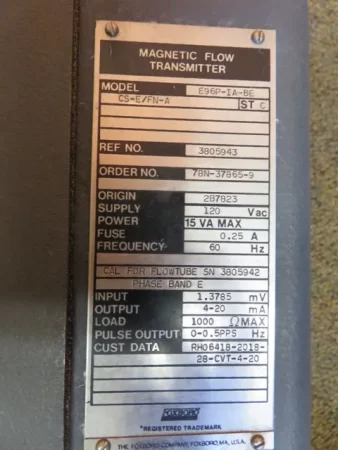 MAGNETIC FLOW
TRANSMITTER
MODEL E96P-IA-BE
CS-E/FN-A ST C
REF NO. 3805943
ORDER NO. 78N-37865-9
ORIGIN 2B7823
SUPPLY 120 Vac
POWER 15 VA MAX
FUSE 0.25 A
FREQUENCY 60 Hz
CAL FOR FLOWTUBE SN 3805942
PHASE BAND E
INPUT 1.3785 mV
OUTPUT 4-20 mA
LOAD 1000 ΩMAX
PULSE OUTPUT 0-0.5PPS Hz
CUST DATA RH06418-2018-
28-CVT-4-20
FOXBORO
*REGISTERED TRADEMARK
THE FOXBORO COMPANY, FOXBORO, MA, U.S.A.